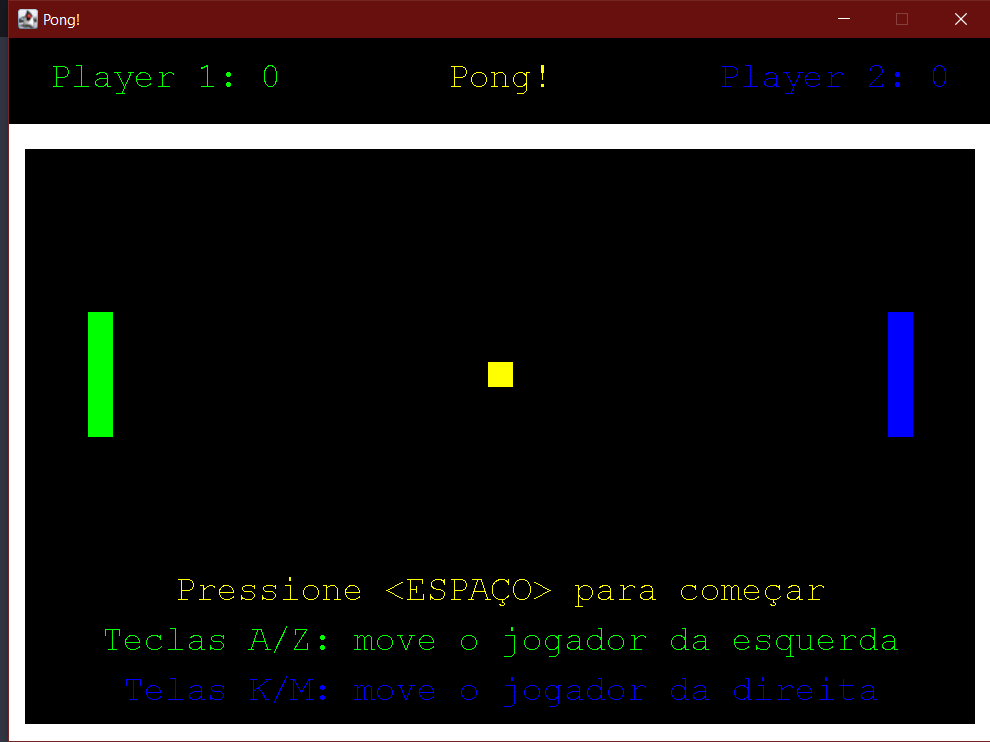 Pong!
Player 1: 0 Pong! Player 2: 0
Pressione <ESPAÇO> para começar
Teclas A/Z: move o jogador da esquerda
Telas K/M: move o jogador da direita